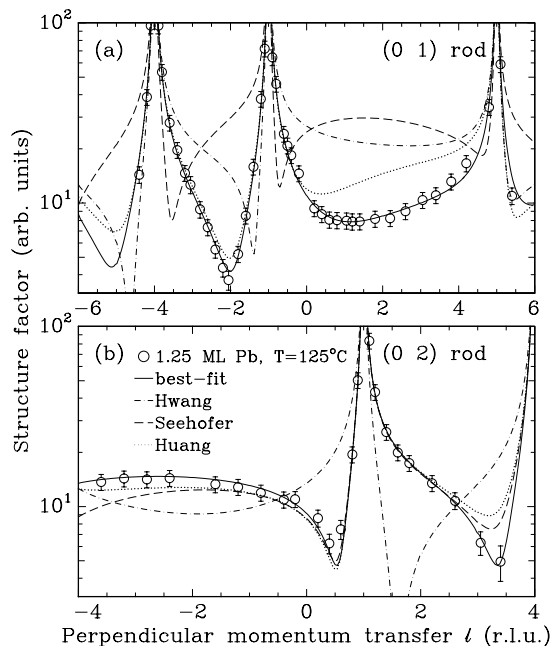 10²
(a)
(0 1) rod
10¹
−6 −4 −2 0 2 4 6
Structure factor (arb. units)
10²
(b)
(0 2) rod
1.25 ML Pb, T=125°C
best-fit
Hwang
Seehofer
Huang
10¹
−4 −2 0 2 4
Perpendicular momentum transfer l (r.l.u.)